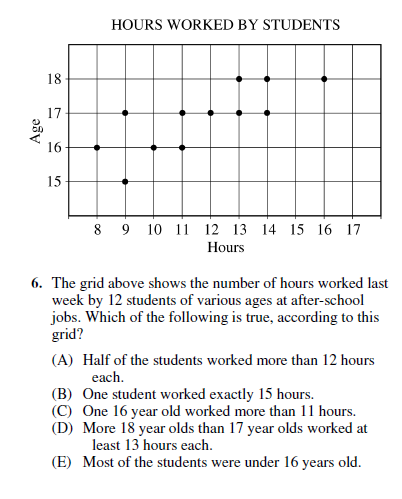 HOURS WORKED BY STUDENTS
18
17
16
15
Age
8 9 10 11 12 13 14 15 16 17
Hours
6. The grid above shows the number of hours worked last
week by 12 students of various ages at after-school
jobs. Which of the following is true, according to this
grid?
(A) Half of the students worked more than 12 hours
each.
(B) One student worked exactly 15 hours.
(C) One 16 year old worked more than 11 hours.
(D) More 18 year olds than 17 year olds worked at
least 13 hours each.
(E) Most of the students were under 16 years old.